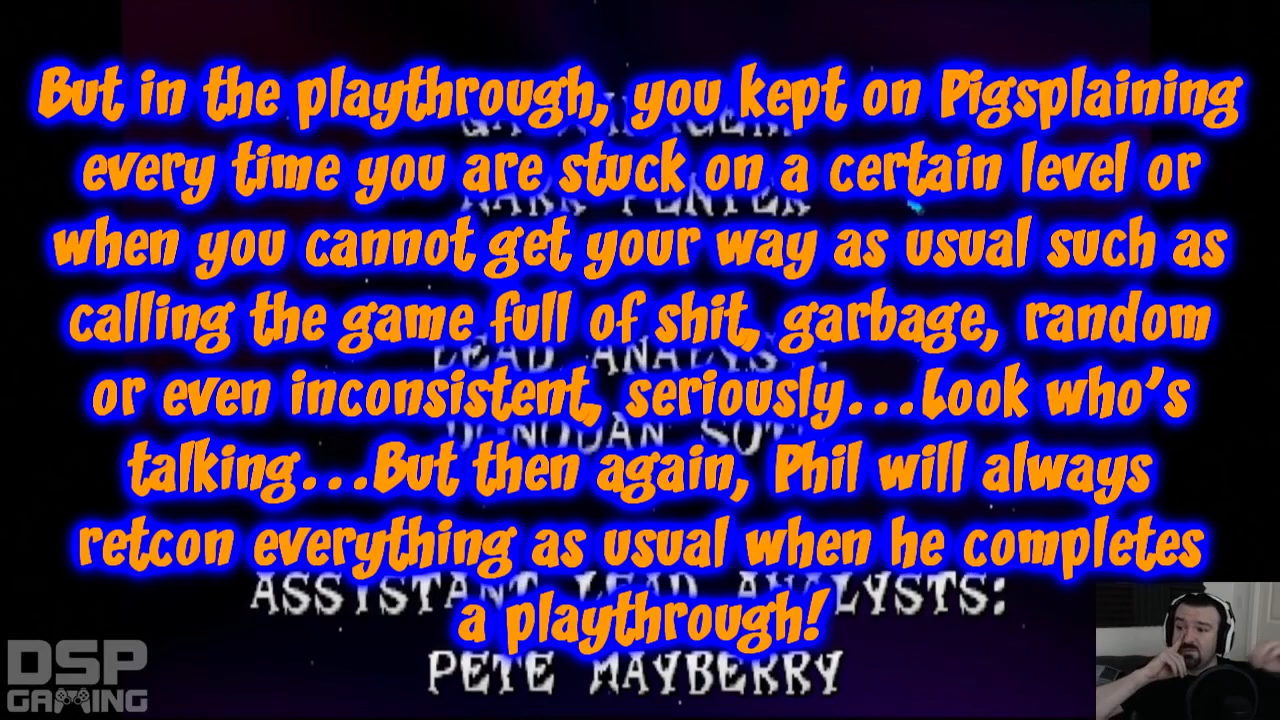 But in the playthrough, you kept on Pigsplaining
every time you are stuck on a certain level or
when you cannot get your way as usual such as
calling the game full of shit, garbage, random
LEAD ANALYST:
or even inconsistent, seriously...Look who's
talking...But then again, Phil will always
retcon everything as usual when he completes
ASSISTANT LEAD ANALYSTS:
a playthrough!
PETE MAYBERRY
DSP
GAMING